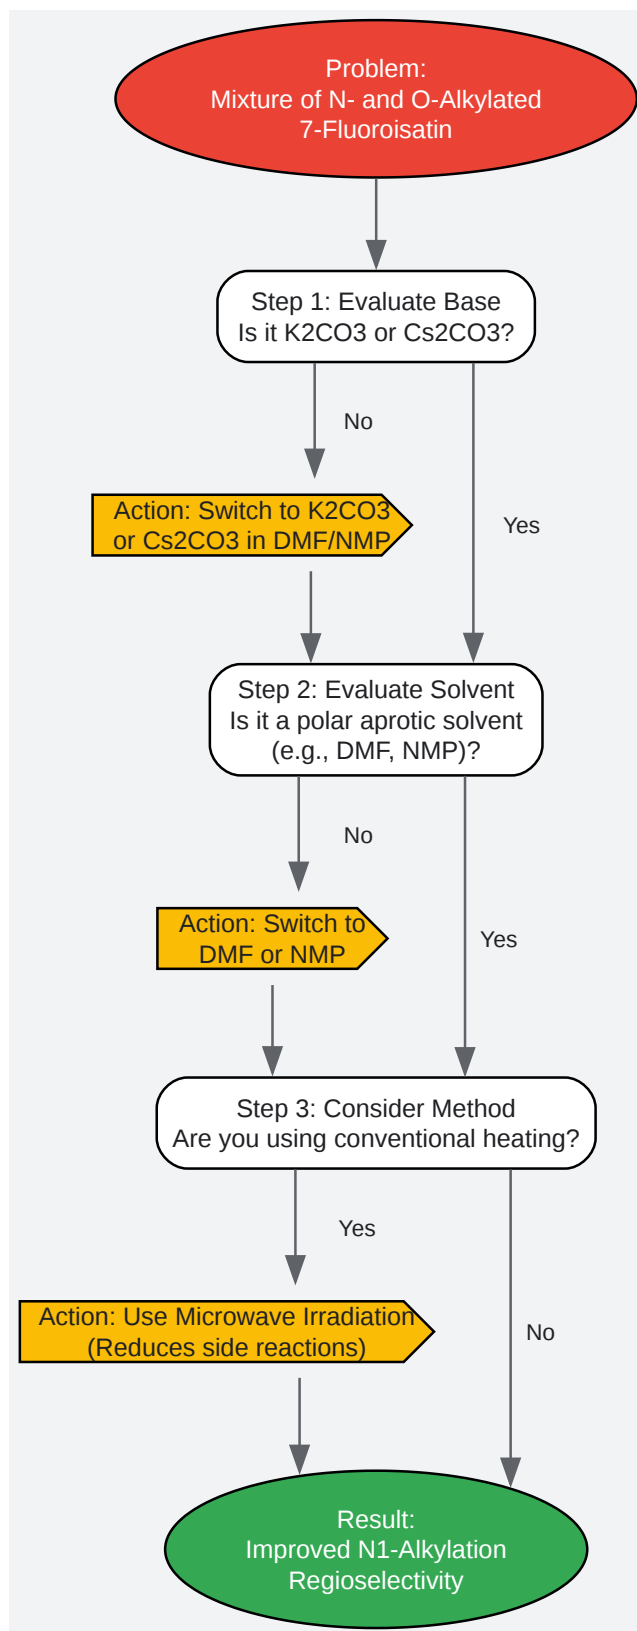 Problem:
Mixture of N- and O-Alkylated
7-Fluoroisatin
Step 1: Evaluate Base
Is it K2CO3 or Cs2CO3?
No
Action: Switch to K2CO3
or Cs2CO3 in DMF/NMP
Yes
Step 2: Evaluate Solvent
Is it a polar aprotic solvent
(e.g., DMF, NMP)?
No
Action: Switch to
DMF or NMP
Yes
Step 3: Consider Method
Are you using conventional heating?
Yes
Action: Use Microwave Irradiation
(Reduces side reactions)
No
Result:
Improved N1-Alkylation
Regioselectivity